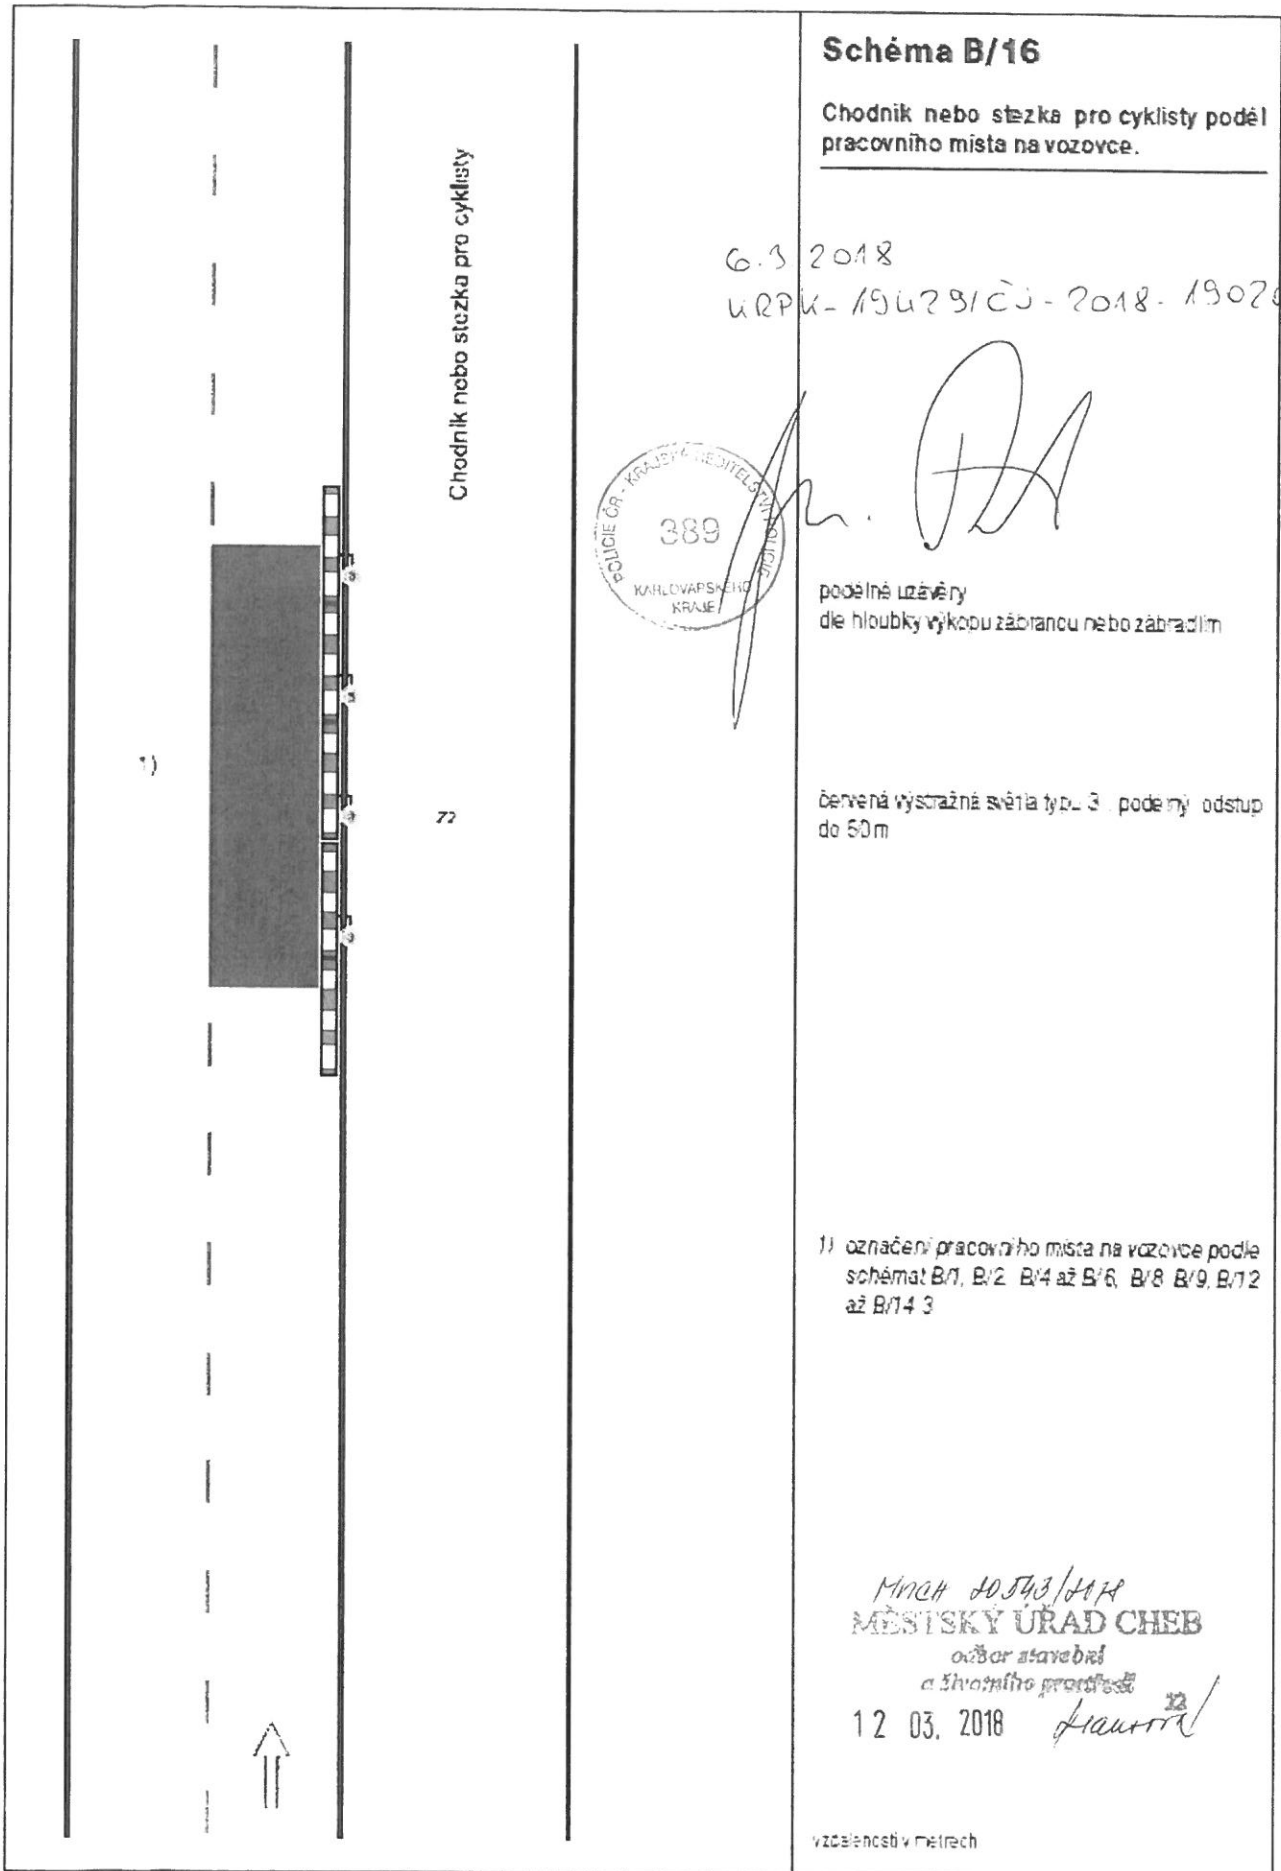 Schéma B/16
Chodník nebo stezka pro cyklisty podél
pracovního místa na vozovce.
6.3 2018
KRPK-19429/ČJ-2018-1902
Chodník nebo stezka pro cyklisty
POLICIE ČR - KRAJSKÉ ŘEDITELSTVÍ POLICIE
389
KARLOVARSKÉHO
KRAJE
podélné uzávěry
dle hloubky výkopu zábranou nebo zábradlím
1)
červená výstražná světla typu 3 podélný odstup
do 50m
1) označení pracovního místa na vozovce podle
schémat B/1, B/2 B/4 až B/6, B/8 B/9, B/12
až B/14.3
MUCH
MĚSTSKÝ ÚŘAD CHEB
odbor stavební
a životního prostředí
12 03. 2018
vzdálenosti v metrech